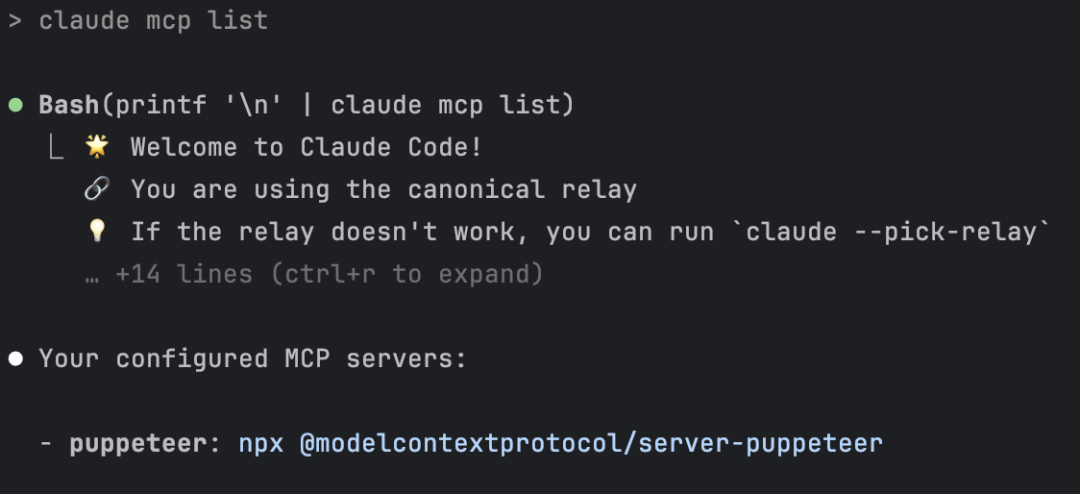 > claude mcp list
● Bash(printf '\n' | claude mcp list)
⎿ 🌟 Welcome to Claude Code!
🔗 You are using the canonical relay
💡 If the relay doesn't work, you can run `claude --pick-relay`
… +14 lines (ctrl+r to expand)
● Your configured MCP servers:
- puppeteer: npx @modelcontextprotocol/server-puppeteer